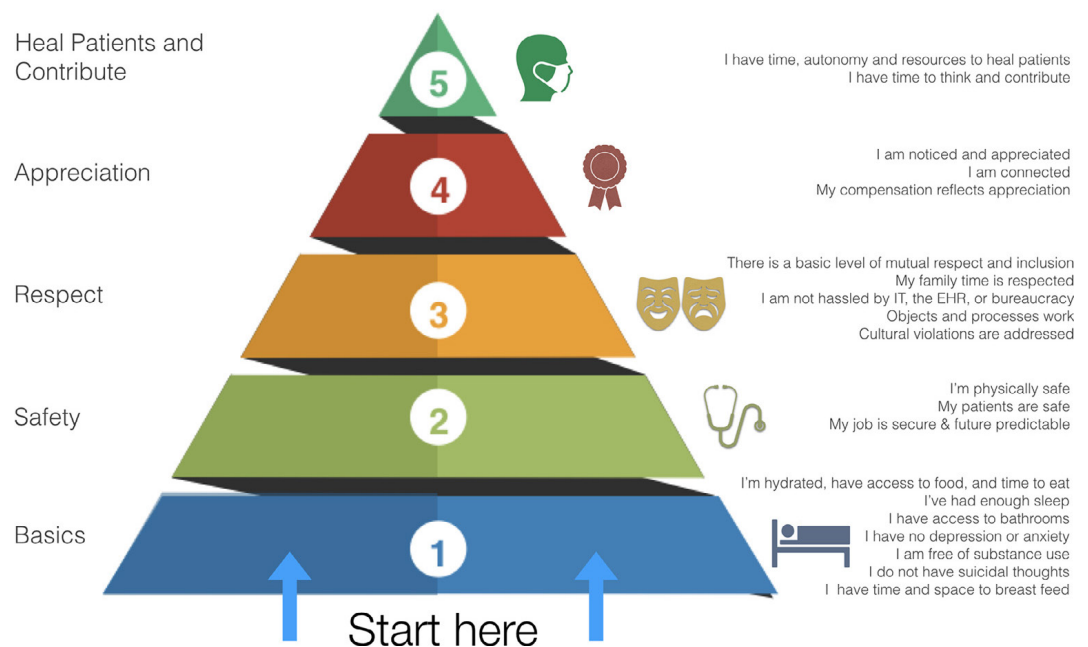 Heal Patients and
Contribute
5
I have time, autonomy and resources to heal patients
I have time to think and contribute
Appreciation
4
I am noticed and appreciated
I am connected
My compensation reflects appreciation
Respect
3
There is a basic level of mutual respect and inclusion
My family time is respected
I am not hassled by IT, the EHR, or bureaucracy
Objects and processes work
Cultural violations are addressed
Safety
2
I'm physically safe
My patients are safe
My job is secure & future predictable
Basics
1
I'm hydrated, have access to food, and time to eat
I've had enough sleep
I have access to bathrooms
I have no depression or anxiety
I am free of substance use
I do not have suicidal thoughts
I have time and space to breast feed
Start here